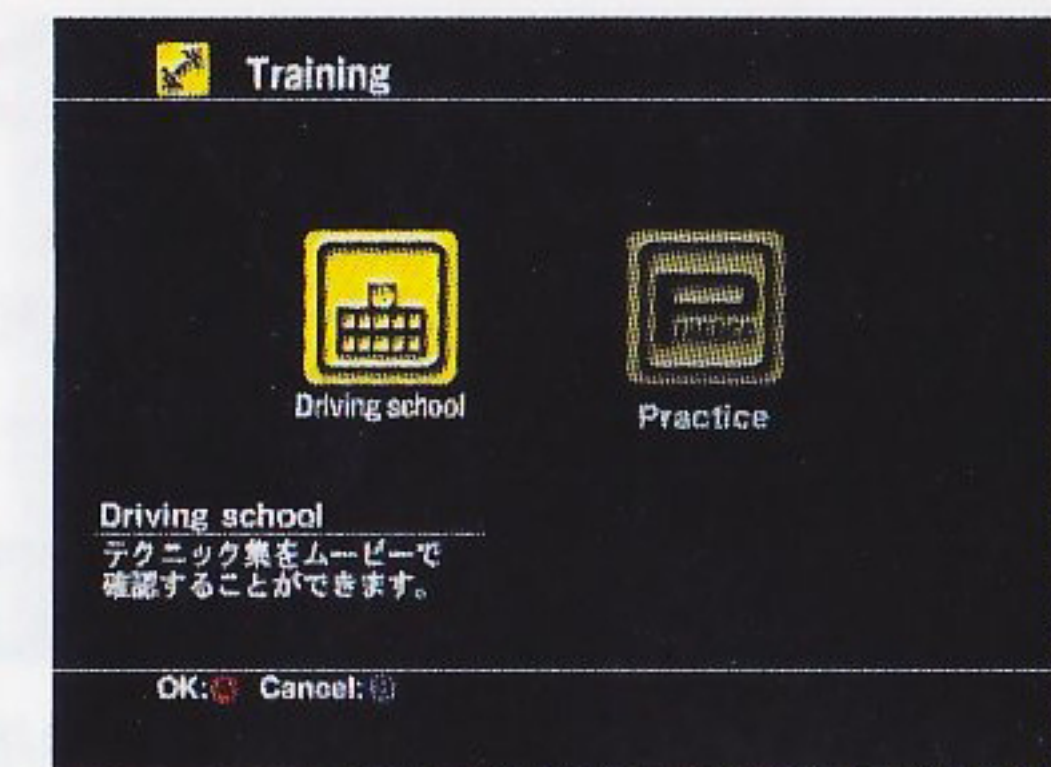 Training
Driving school
Practice
Driving school
テクニック集をムービーで
確認することができます。
OK: Cancel: